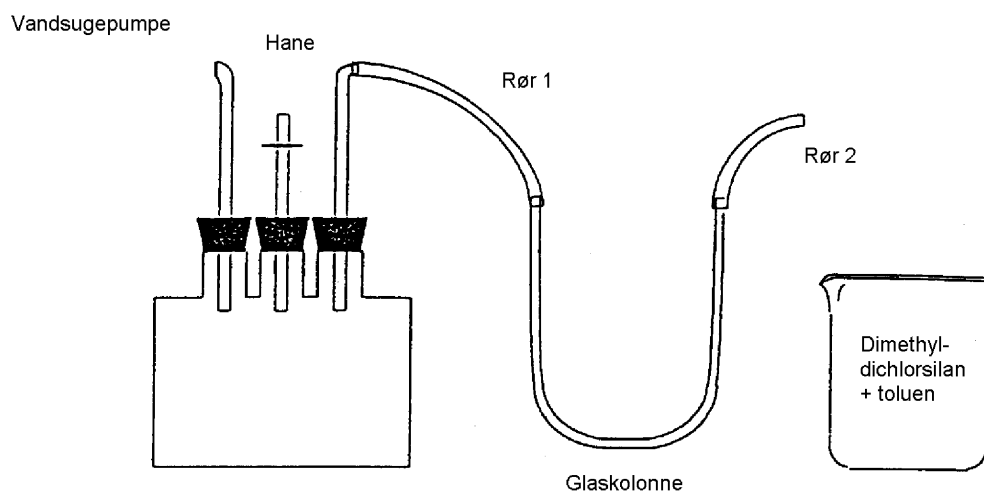 Vandsugepumpe
Hane
Rør 1
Rør 2
Dimethyl-
dichlorsilan
+ toluen
Glaskolonne